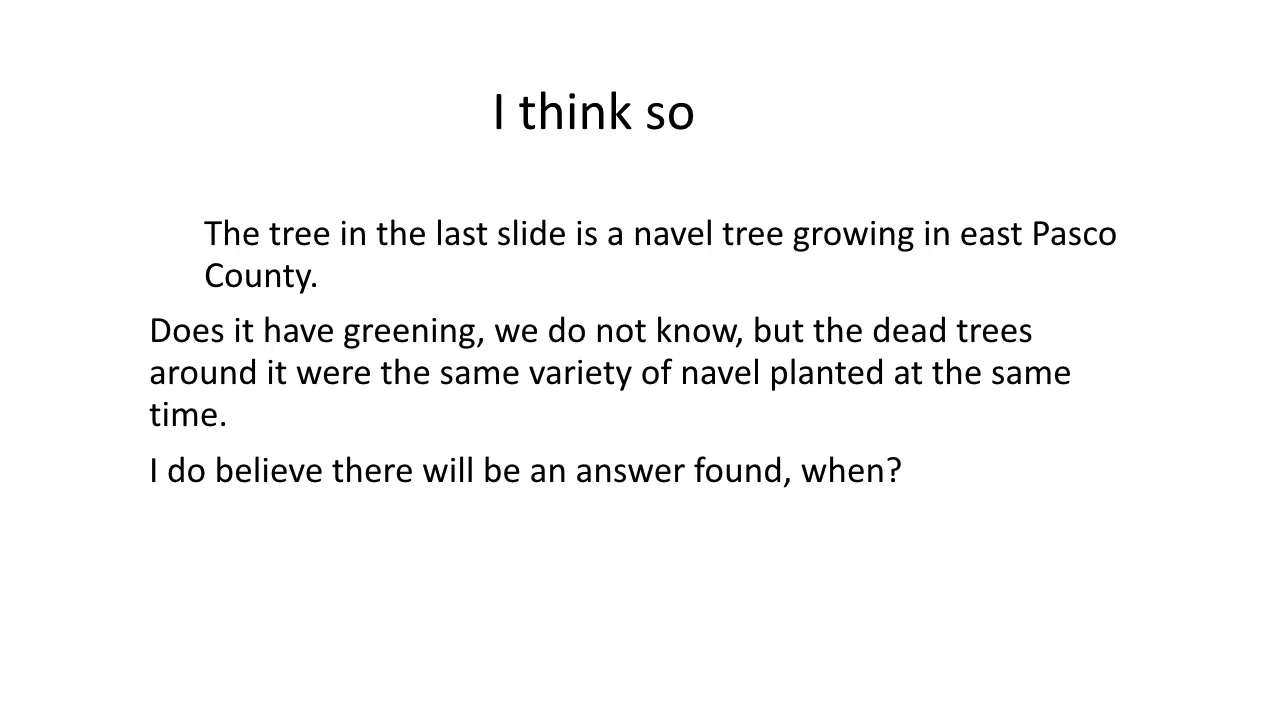 I think so
The tree in the last slide is a navel tree growing in east Pasco
County.
Does it have greening, we do not know, but the dead trees
around it were the same variety of navel planted at the same
time.
I do believe there will be an answer found, when?